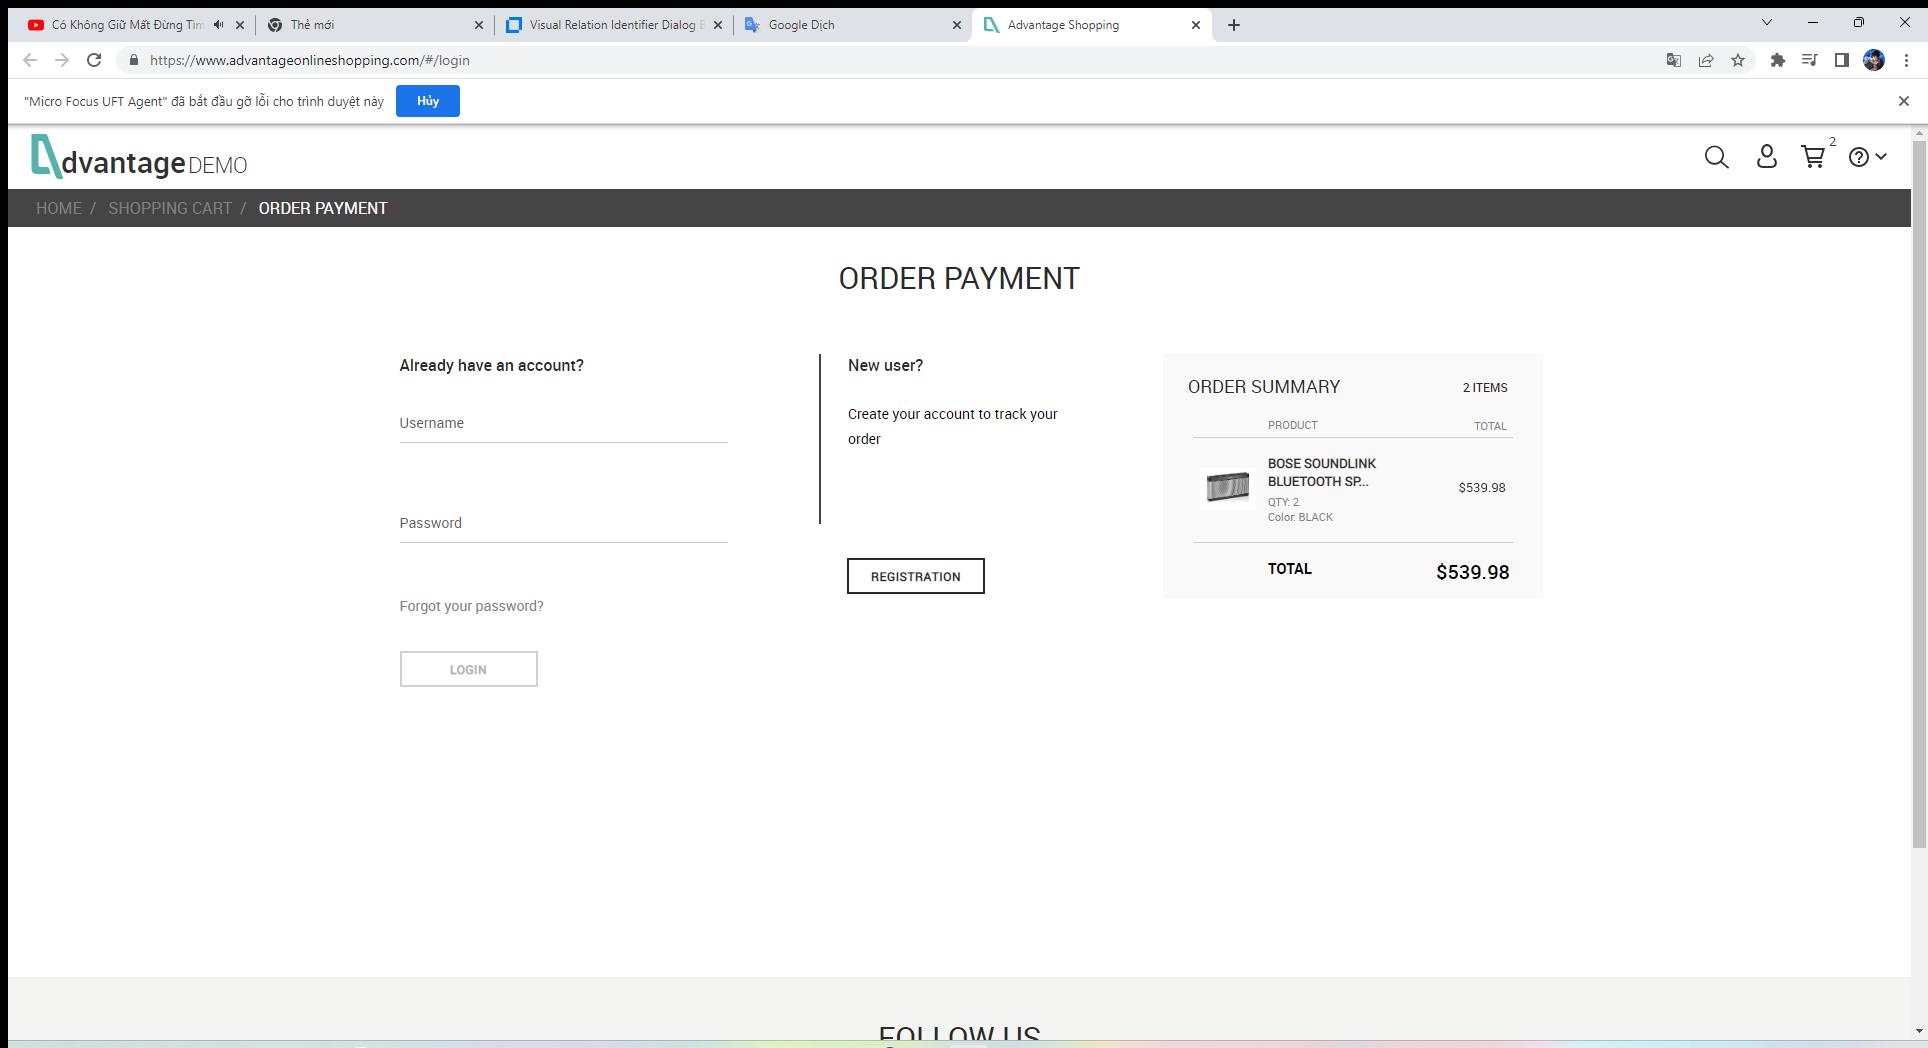 Có Không Giữ Mất Đừng Tìm
Thẻ mới
Visual Relation Identifier Dialog B
Google Dịch
Advantage Shopping
https://www.advantageonlineshopping.com/#/login
"Micro Focus UFT Agent" đã bắt đầu gỡ lỗi cho trình duyệt này
Hủy
dvantage DEMO
2
HOME / SHOPPING CART / ORDER PAYMENT
ORDER PAYMENT
Already have an account?
Username
Password
Forgot your password?
LOGIN
New user?
Create your account to track your
order
REGISTRATION
ORDER SUMMARY 2 ITEMS
PRODUCT TOTAL
BOSE SOUNDLINK
BLUETOOTH SP...
$539.98
QTY: 2
Color: BLACK
TOTAL $539.98
FOLLOW US